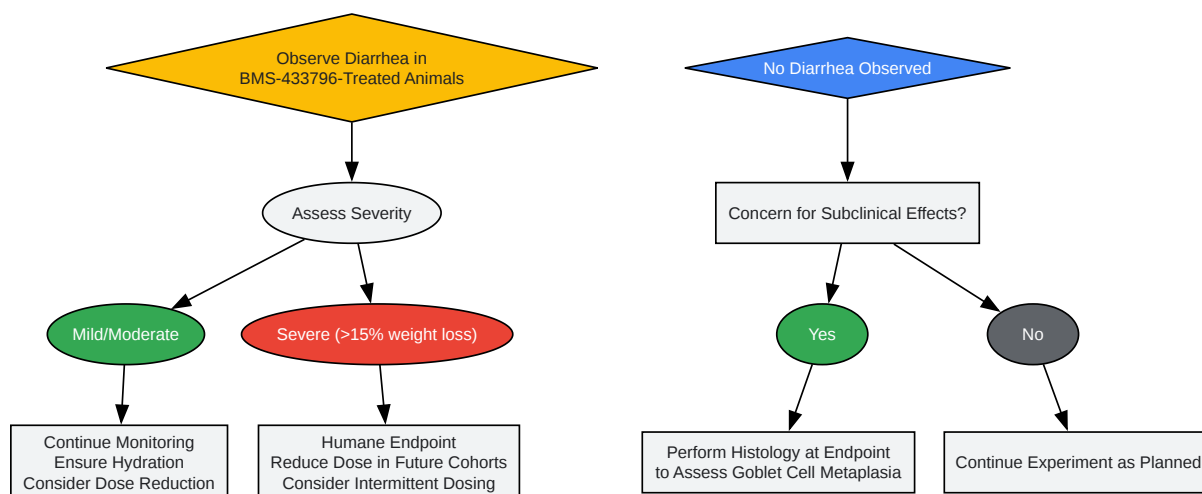 Observe Diarrhea in
BMS-433796-Treated Animals
No Diarrhea Observed
Assess Severity
Concern for Subclinical Effects?
Mild/Moderate
Severe (>15% weight loss)
Yes
No
Continue Monitoring
Ensure Hydration
Consider Dose Reduction
Humane Endpoint
Reduce Dose in Future Cohorts
Consider Intermittent Dosing
Perform Histology at Endpoint
to Assess Goblet Cell Metaplasia
Continue Experiment as Planned